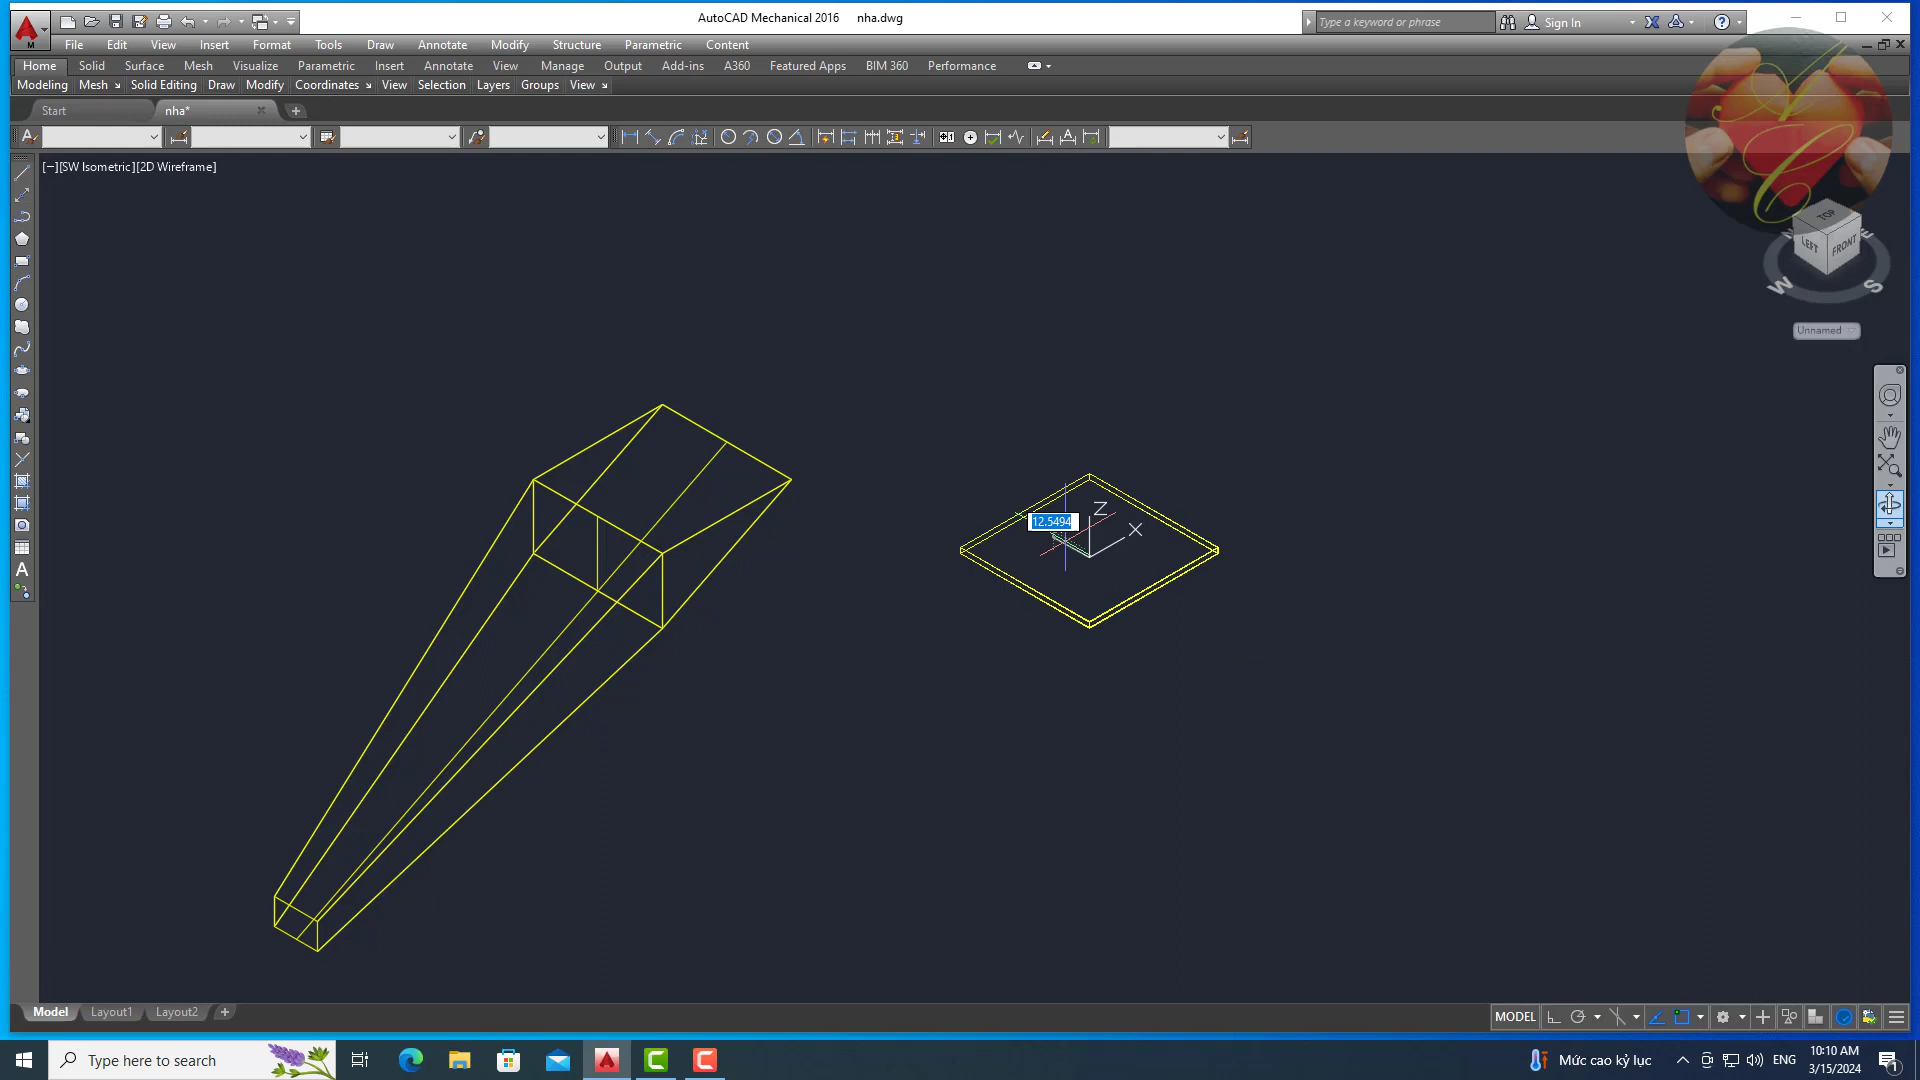 AutoCAD Mechanical 2016 nha.dwg
Type a keyword or phrase
Sign In
M
File Edit View Insert Format Tools Draw Annotate Modify Structure Parametric Content
Home Solid Surface Mesh Visualize Parametric Insert Annotate View Manage Output Add-ins A360 Featured Apps BIM 360 Performance
Modeling Mesh Solid Editing Draw Modify Coordinates View Selection Layers Groups View
Start nha*
[−][SW Isometric][2D Wireframe]
TOP
LEFT FRONT
W S
Unnamed
Z
12.5494
X
A
Model Layout1 Layout2
MODEL
Type here to search
Mức cao kỷ lục
ENG
10:10 AM
3/15/2024
1